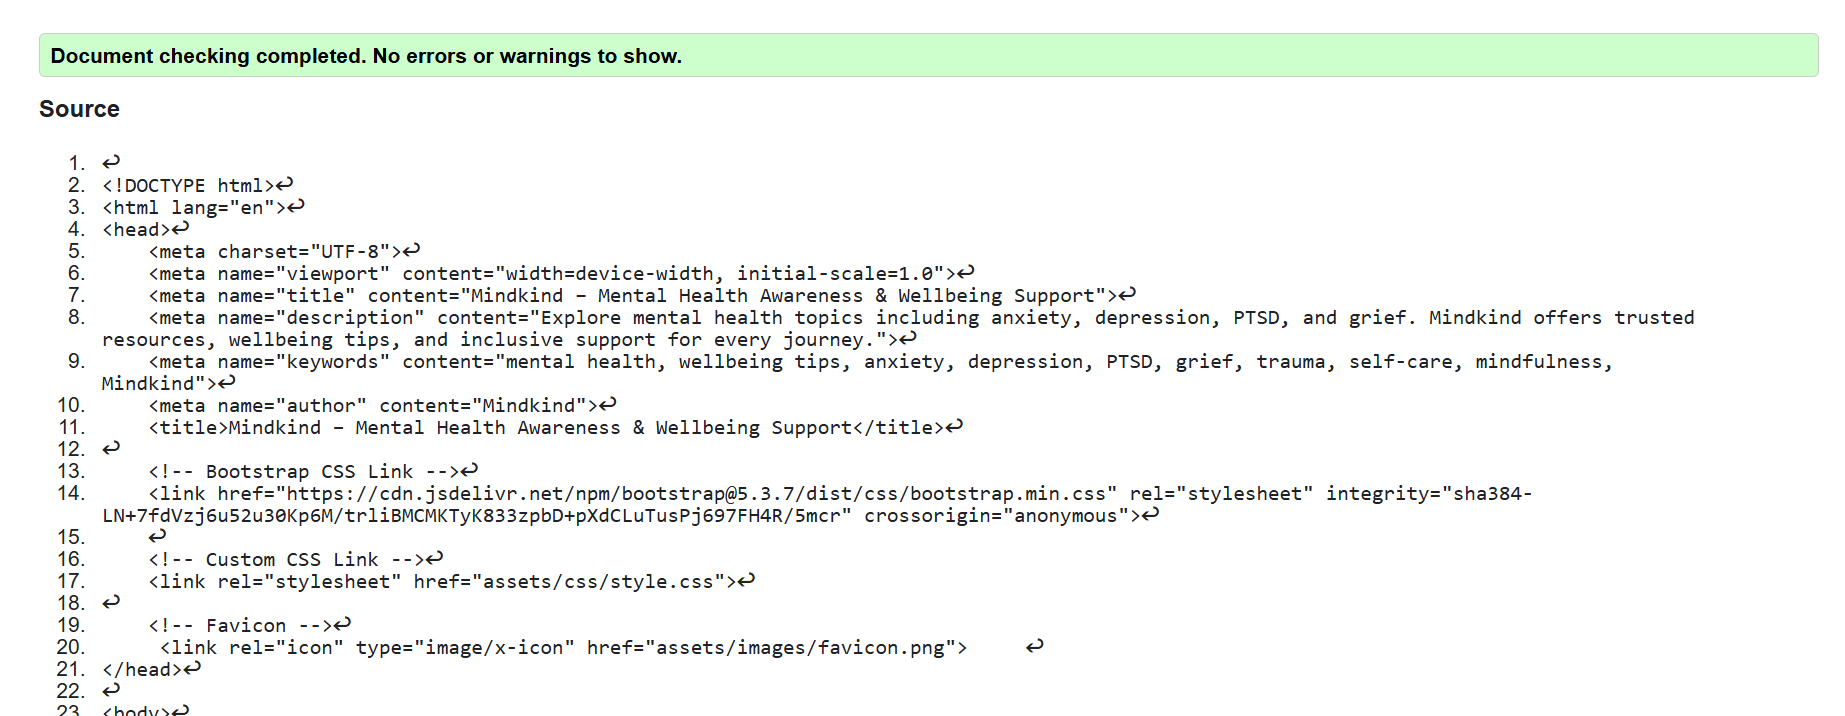 Document checking completed. No errors or warnings to show.
Source
1. ↩
2. <!DOCTYPE html>↩
3. <html lang="en">↩
4. <head>↩
5.     <meta charset="UTF-8">↩
6.     <meta name="viewport" content="width=device-width, initial-scale=1.0">↩
7.     <meta name="title" content="Mindkind – Mental Health Awareness & Wellbeing Support">↩
8.     <meta name="description" content="Explore mental health topics including anxiety, depression, PTSD, and grief. Mindkind offers trusted
resources, wellbeing tips, and inclusive support for every journey.">↩
9.     <meta name="keywords" content="mental health, wellbeing tips, anxiety, depression, PTSD, grief, trauma, self-care, mindfulness,
Mindkind">↩
10.     <meta name="author" content="Mindkind">↩
11.     <title>Mindkind – Mental Health Awareness & Wellbeing Support</title>↩
12. ↩
13.     <!-- Bootstrap CSS Link -->↩
14.     <link href="https://cdn.jsdelivr.net/npm/bootstrap@5.3.7/dist/css/bootstrap.min.css" rel="stylesheet" integrity="sha384-
LN+7fdVzj6u52u30Kp6M/trliBMCMKTyK833zpbD+pXdCLuTusPj697FH4R/5mcr" crossorigin="anonymous">↩
15.     ↩
16.     <!-- Custom CSS Link -->↩
17.     <link rel="stylesheet" href="assets/css/style.css">↩
18. ↩
19.     <!-- Favicon -->↩
20.      <link rel="icon" type="image/x-icon" href="assets/images/favicon.png">     ↩
21. </head>↩
22. ↩
23. <body>↩